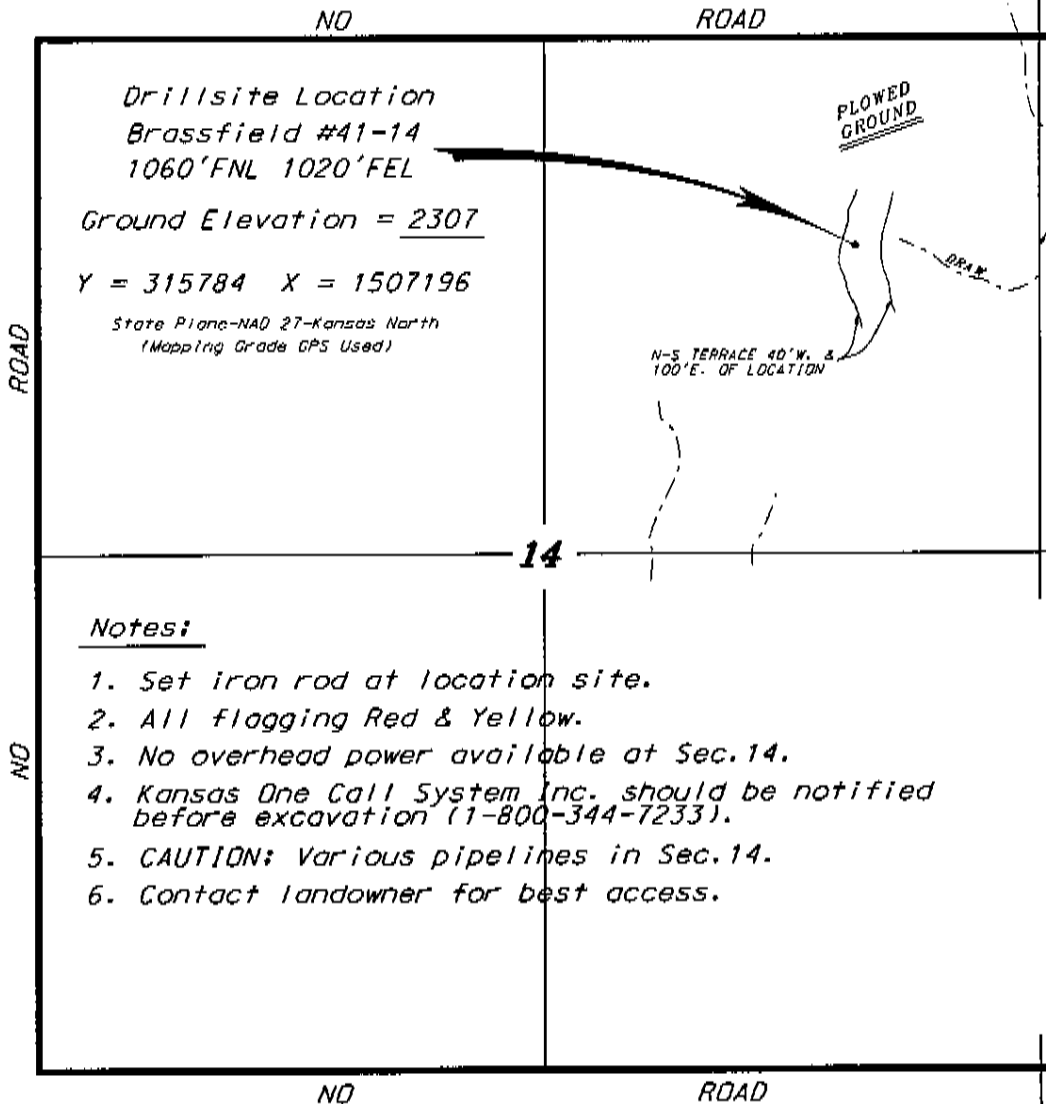 NO ROAD
Drillsite Location
Brassfield #41-14
1060'FNL 1020'FEL
Ground Elevation = 2307
Y = 315784 X = 1507196
State Plane-NAD 27-Kansas North
(Mapping Grade GPS Used)
PLOWED
GROUND
DRAW
N-S TERRACE 40'W. &
100'E. OF LOCATION
ROAD
NO
14
Notes:
1. Set iron rod at location site.
2. All flagging Red & Yellow.
3. No overhead power available at Sec.14.
4. Kansas One Call System Inc. should be notified
before excavation (1-800-344-7233).
5. CAUTION: Various pipelines in Sec.14.
6. Contact landowner for best access.
NO ROAD